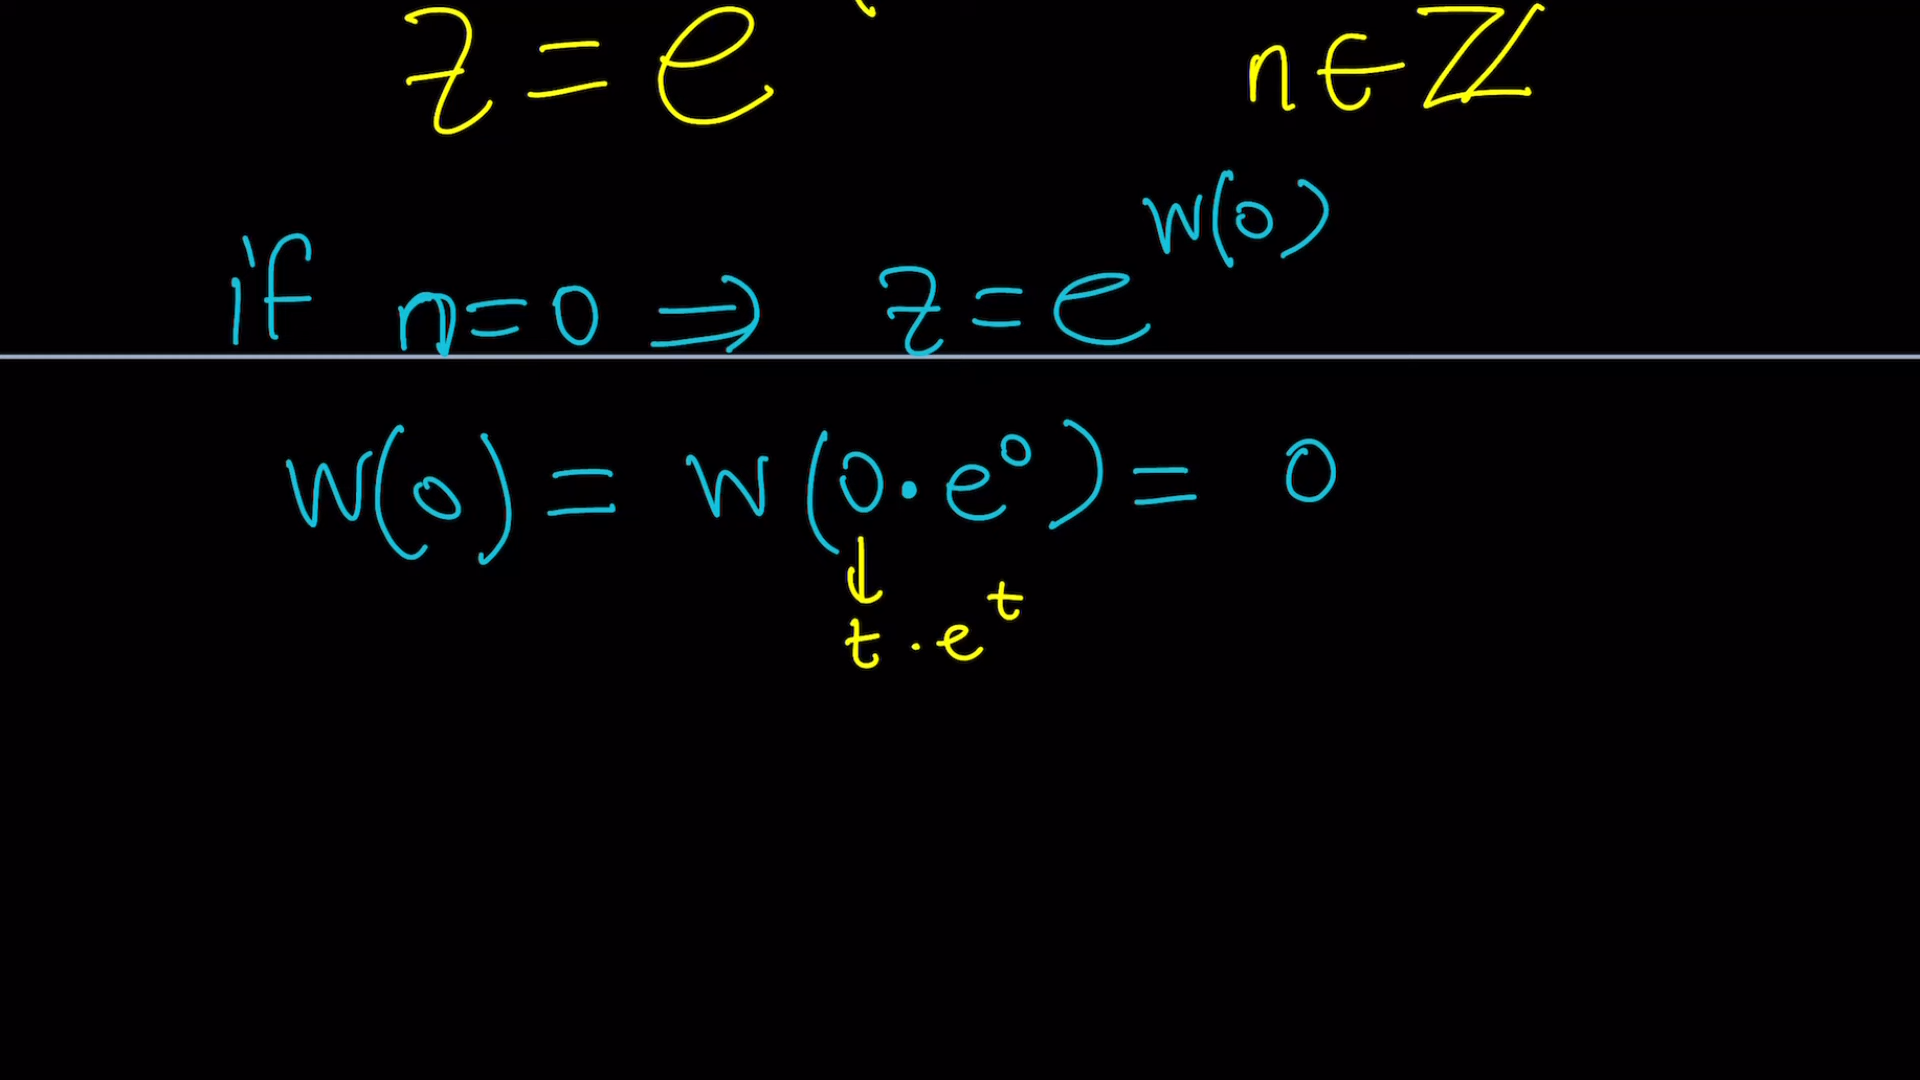 z = e n ∈ ℤ
if n = 0 ⇒ z = e^{W(0)}
W(0) = W(0 · e^0) = 0
↓
t · e^t